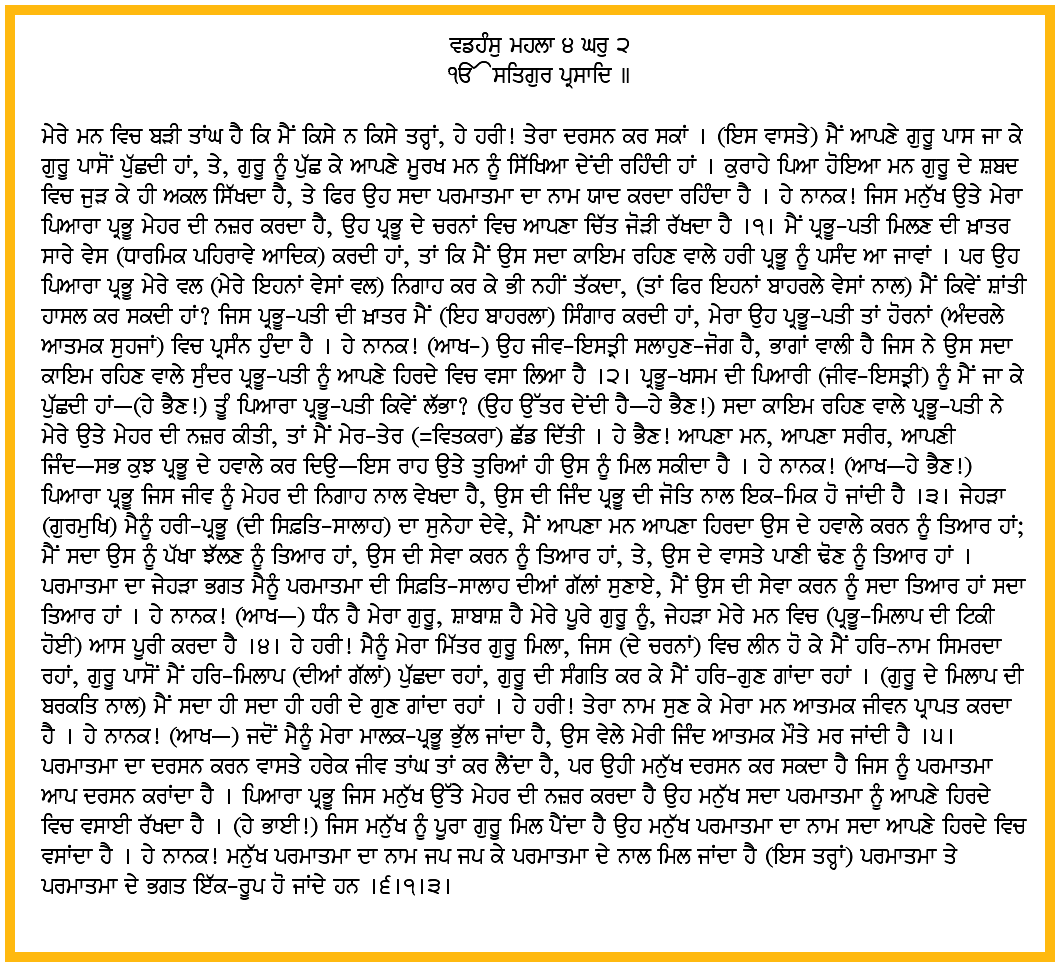 ਵਡਹੰਸੁ ਮਹਲਾ ੪ ਘਰੁ ੨
ੴ ਸਤਿਗੁਰ ਪ੍ਰਸਾਦਿ ॥
ਮੇਰੇ ਮਨ ਵਿਚ ਬੜੀ ਤਾਂਘ ਹੈ ਕਿ ਮੈਂ ਕਿਸੇ ਨ ਕਿਸੇ ਤਰ੍ਹਾਂ, ਹੇ ਹਰੀ! ਤੇਰਾ ਦਰਸਨ ਕਰ ਸਕਾਂ । (ਇਸ ਵਾਸਤੇ) ਮੈਂ ਆਪਣੇ ਗੁਰੂ ਪਾਸ ਜਾ ਕੇ
ਗੁਰੂ ਪਾਸੋਂ ਪੁੱਛਦੀ ਹਾਂ, ਤੇ, ਗੁਰੂ ਨੂੰ ਪੁੱਛ ਕੇ ਆਪਣੇ ਮੂਰਖ ਮਨ ਨੂੰ ਸਿੱਖਿਆ ਦੇਂਦੀ ਰਹਿੰਦੀ ਹਾਂ । ਕੁਰਾਹੇ ਪਿਆ ਹੋਇਆ ਮਨ ਗੁਰੂ ਦੇ ਸ਼ਬਦ
ਵਿਚ ਜੁੜ ਕੇ ਹੀ ਅਕਲ ਸਿੱਖਦਾ ਹੈ, ਤੇ ਫਿਰ ਉਹ ਸਦਾ ਪਰਮਾਤਮਾ ਦਾ ਨਾਮ ਯਾਦ ਕਰਦਾ ਰਹਿੰਦਾ ਹੈ । ਹੇ ਨਾਨਕ! ਜਿਸ ਮਨੁੱਖ ਉਤੇ ਮੇਰਾ
ਪਿਆਰਾ ਪ੍ਰਭੂ ਮੇਹਰ ਦੀ ਨਜ਼ਰ ਕਰਦਾ ਹੈ, ਉਹ ਪ੍ਰਭੂ ਦੇ ਚਰਨਾਂ ਵਿਚ ਆਪਣਾ ਚਿੱਤ ਜੋੜੀ ਰੱਖਦਾ ਹੈ ।੧। ਮੈਂ ਪ੍ਰਭੂ-ਪਤੀ ਮਿਲਣ ਦੀ ਖ਼ਾਤਰ
ਸਾਰੇ ਵੇਸ (ਧਾਰਮਿਕ ਪਹਿਰਾਵੇ ਆਦਿਕ) ਕਰਦੀ ਹਾਂ, ਤਾਂ ਕਿ ਮੈਂ ਉਸ ਸਦਾ ਕਾਇਮ ਰਹਿਣ ਵਾਲੇ ਹਰੀ ਪ੍ਰਭੂ ਨੂੰ ਪਸੰਦ ਆ ਜਾਵਾਂ । ਪਰ ਉਹ
ਪਿਆਰਾ ਪ੍ਰਭੂ ਮੇਰੇ ਵਲ (ਮੇਰੇ ਇਹਨਾਂ ਵੇਸਾਂ ਵਲ) ਨਿਗਾਹ ਕਰ ਕੇ ਭੀ ਨਹੀਂ ਤੱਕਦਾ, (ਤਾਂ ਫਿਰ ਇਹਨਾਂ ਬਾਹਰਲੇ ਵੇਸਾਂ ਨਾਲ) ਮੈਂ ਕਿਵੇਂ ਸ਼ਾਂਤੀ
ਹਾਸਲ ਕਰ ਸਕਦੀ ਹਾਂ? ਜਿਸ ਪ੍ਰਭੂ-ਪਤੀ ਦੀ ਖ਼ਾਤਰ ਮੈਂ (ਇਹ ਬਾਹਰਲਾ) ਸਿੰਗਾਰ ਕਰਦੀ ਹਾਂ, ਮੇਰਾ ਉਹ ਪ੍ਰਭੂ-ਪਤੀ ਤਾਂ ਹੋਰਨਾਂ (ਅੰਦਰਲੇ
ਆਤਮਕ ਸੁਹਜਾਂ) ਵਿਚ ਪ੍ਰਸੰਨ ਹੁੰਦਾ ਹੈ । ਹੇ ਨਾਨਕ! (ਆਖ-) ਉਹ ਜੀਵ-ਇਸਤ੍ਰੀ ਸਲਾਹੁਣ-ਜੋਗ ਹੈ, ਭਾਗਾਂ ਵਾਲੀ ਹੈ ਜਿਸ ਨੇ ਉਸ ਸਦਾ
ਕਾਇਮ ਰਹਿਣ ਵਾਲੇ ਸੁੰਦਰ ਪ੍ਰਭੂ-ਪਤੀ ਨੂੰ ਆਪਣੇ ਹਿਰਦੇ ਵਿਚ ਵਸਾ ਲਿਆ ਹੈ ।੨। ਪ੍ਰਭੂ-ਖਸਮ ਦੀ ਪਿਆਰੀ (ਜੀਵ-ਇਸਤ੍ਰੀ) ਨੂੰ ਮੈਂ ਜਾ ਕੇ
ਪੁੱਛਦੀ ਹਾਂ—(ਹੇ ਭੈਣ!) ਤੂੰ ਪਿਆਰਾ ਪ੍ਰਭੂ-ਪਤੀ ਕਿਵੇਂ ਲੱਭਾ? (ਉਹ ਉੱਤਰ ਦੇਂਦੀ ਹੈ—ਹੇ ਭੈਣ!) ਸਦਾ ਕਾਇਮ ਰਹਿਣ ਵਾਲੇ ਪ੍ਰਭੂ-ਪਤੀ ਨੇ
ਮੇਰੇ ਉਤੇ ਮੇਹਰ ਦੀ ਨਜ਼ਰ ਕੀਤੀ, ਤਾਂ ਮੈਂ ਮੇਰ-ਤੇਰ (=ਵਿਤਕਰਾ) ਛੱਡ ਦਿੱਤੀ । ਹੇ ਭੈਣ! ਆਪਣਾ ਮਨ, ਆਪਣਾ ਸਰੀਰ, ਆਪਣੀ
ਜਿੰਦ—ਸਭ ਕੁਝ ਪ੍ਰਭੂ ਦੇ ਹਵਾਲੇ ਕਰ ਦਿਉ—ਇਸ ਰਾਹ ਉਤੇ ਤੁਰਿਆਂ ਹੀ ਉਸ ਨੂੰ ਮਿਲ ਸਕੀਦਾ ਹੈ । ਹੇ ਨਾਨਕ! (ਆਖ—ਹੇ ਭੈਣ!)
ਪਿਆਰਾ ਪ੍ਰਭੂ ਜਿਸ ਜੀਵ ਨੂੰ ਮੇਹਰ ਦੀ ਨਿਗਾਹ ਨਾਲ ਵੇਖਦਾ ਹੈ, ਉਸ ਦੀ ਜਿੰਦ ਪ੍ਰਭੂ ਦੀ ਜੋਤਿ ਨਾਲ ਇਕ-ਮਿਕ ਹੋ ਜਾਂਦੀ ਹੈ ।੩। ਜੇਹੜਾ
(ਗੁਰਮੁਖਿ) ਮੈਨੂੰ ਹਰੀ-ਪ੍ਰਭੂ (ਦੀ ਸਿਫ਼ਤਿ-ਸਾਲਾਹ) ਦਾ ਸੁਨੇਹਾ ਦੇਵੇ, ਮੈਂ ਆਪਣਾ ਮਨ ਆਪਣਾ ਹਿਰਦਾ ਉਸ ਦੇ ਹਵਾਲੇ ਕਰਨ ਨੂੰ ਤਿਆਰ ਹਾਂ;
ਮੈਂ ਸਦਾ ਉਸ ਨੂੰ ਪੱਖਾ ਝੱਲਣ ਨੂੰ ਤਿਆਰ ਹਾਂ, ਉਸ ਦੀ ਸੇਵਾ ਕਰਨ ਨੂੰ ਤਿਆਰ ਹਾਂ, ਤੇ, ਉਸ ਦੇ ਵਾਸਤੇ ਪਾਣੀ ਢੋਣ ਨੂੰ ਤਿਆਰ ਹਾਂ ।
ਪਰਮਾਤਮਾ ਦਾ ਜੇਹੜਾ ਭਗਤ ਮੈਨੂੰ ਪਰਮਾਤਮਾ ਦੀ ਸਿਫ਼ਤਿ-ਸਾਲਾਹ ਦੀਆਂ ਗੱਲਾਂ ਸੁਣਾਏ, ਮੈਂ ਉਸ ਦੀ ਸੇਵਾ ਕਰਨ ਨੂੰ ਸਦਾ ਤਿਆਰ ਹਾਂ ਸਦਾ
ਤਿਆਰ ਹਾਂ । ਹੇ ਨਾਨਕ! (ਆਖ—) ਧੰਨ ਹੈ ਮੇਰਾ ਗੁਰੂ, ਸ਼ਾਬਾਸ਼ ਹੈ ਮੇਰੇ ਪੂਰੇ ਗੁਰੂ ਨੂੰ, ਜੇਹੜਾ ਮੇਰੇ ਮਨ ਵਿਚ (ਪ੍ਰਭੂ-ਮਿਲਾਪ ਦੀ ਟਿਕੀ
ਹੋਈ) ਆਸ ਪੂਰੀ ਕਰਦਾ ਹੈ ।੪। ਹੇ ਹਰੀ! ਮੈਨੂੰ ਮੇਰਾ ਮਿੱਤਰ ਗੁਰੂ ਮਿਲਾ, ਜਿਸ (ਦੇ ਚਰਨਾਂ) ਵਿਚ ਲੀਨ ਹੋ ਕੇ ਮੈਂ ਹਰਿ-ਨਾਮ ਸਿਮਰਦਾ
ਰਹਾਂ, ਗੁਰੂ ਪਾਸੋਂ ਮੈਂ ਹਰਿ-ਮਿਲਾਪ (ਦੀਆਂ ਗੱਲਾਂ) ਪੁੱਛਦਾ ਰਹਾਂ, ਗੁਰੂ ਦੀ ਸੰਗਤਿ ਕਰ ਕੇ ਮੈਂ ਹਰਿ-ਗੁਣ ਗਾਂਦਾ ਰਹਾਂ । (ਗੁਰੂ ਦੇ ਮਿਲਾਪ ਦੀ
ਬਰਕਤਿ ਨਾਲ) ਮੈਂ ਸਦਾ ਹੀ ਸਦਾ ਹੀ ਹਰੀ ਦੇ ਗੁਣ ਗਾਂਦਾ ਰਹਾਂ । ਹੇ ਹਰੀ! ਤੇਰਾ ਨਾਮ ਸੁਣ ਕੇ ਮੇਰਾ ਮਨ ਆਤਮਕ ਜੀਵਨ ਪ੍ਰਾਪਤ ਕਰਦਾ
ਹੈ । ਹੇ ਨਾਨਕ! (ਆਖ—) ਜਦੋਂ ਮੈਨੂੰ ਮੇਰਾ ਮਾਲਕ-ਪ੍ਰਭੂ ਭੁੱਲ ਜਾਂਦਾ ਹੈ, ਉਸ ਵੇਲੇ ਮੇਰੀ ਜਿੰਦ ਆਤਮਕ ਮੌਤੇ ਮਰ ਜਾਂਦੀ ਹੈ ।੫।
ਪਰਮਾਤਮਾ ਦਾ ਦਰਸਨ ਕਰਨ ਵਾਸਤੇ ਹਰੇਕ ਜੀਵ ਤਾਂਘ ਤਾਂ ਕਰ ਲੈਂਦਾ ਹੈ, ਪਰ ਉਹੀ ਮਨੁੱਖ ਦਰਸਨ ਕਰ ਸਕਦਾ ਹੈ ਜਿਸ ਨੂੰ ਪਰਮਾਤਮਾ
ਆਪ ਦਰਸਨ ਕਰਾਂਦਾ ਹੈ । ਪਿਆਰਾ ਪ੍ਰਭੂ ਜਿਸ ਮਨੁੱਖ ਉੱਤੇ ਮੇਹਰ ਦੀ ਨਜ਼ਰ ਕਰਦਾ ਹੈ ਉਹ ਮਨੁੱਖ ਸਦਾ ਪਰਮਾਤਮਾ ਨੂੰ ਆਪਣੇ ਹਿਰਦੇ
ਵਿਚ ਵਸਾਈ ਰੱਖਦਾ ਹੈ । (ਹੇ ਭਾਈ!) ਜਿਸ ਮਨੁੱਖ ਨੂੰ ਪੂਰਾ ਗੁਰੂ ਮਿਲ ਪੈਂਦਾ ਹੈ ਉਹ ਮਨੁੱਖ ਪਰਮਾਤਮਾ ਦਾ ਨਾਮ ਸਦਾ ਆਪਣੇ ਹਿਰਦੇ ਵਿਚ
ਵਸਾਂਦਾ ਹੈ । ਹੇ ਨਾਨਕ! ਮਨੁੱਖ ਪਰਮਾਤਮਾ ਦਾ ਨਾਮ ਜਪ ਜਪ ਕੇ ਪਰਮਾਤਮਾ ਦੇ ਨਾਲ ਮਿਲ ਜਾਂਦਾ ਹੈ (ਇਸ ਤਰ੍ਹਾਂ) ਪਰਮਾਤਮਾ ਤੇ
ਪਰਮਾਤਮਾ ਦੇ ਭਗਤ ਇੱਕ-ਰੂਪ ਹੋ ਜਾਂਦੇ ਹਨ ।੬।੧।੩।